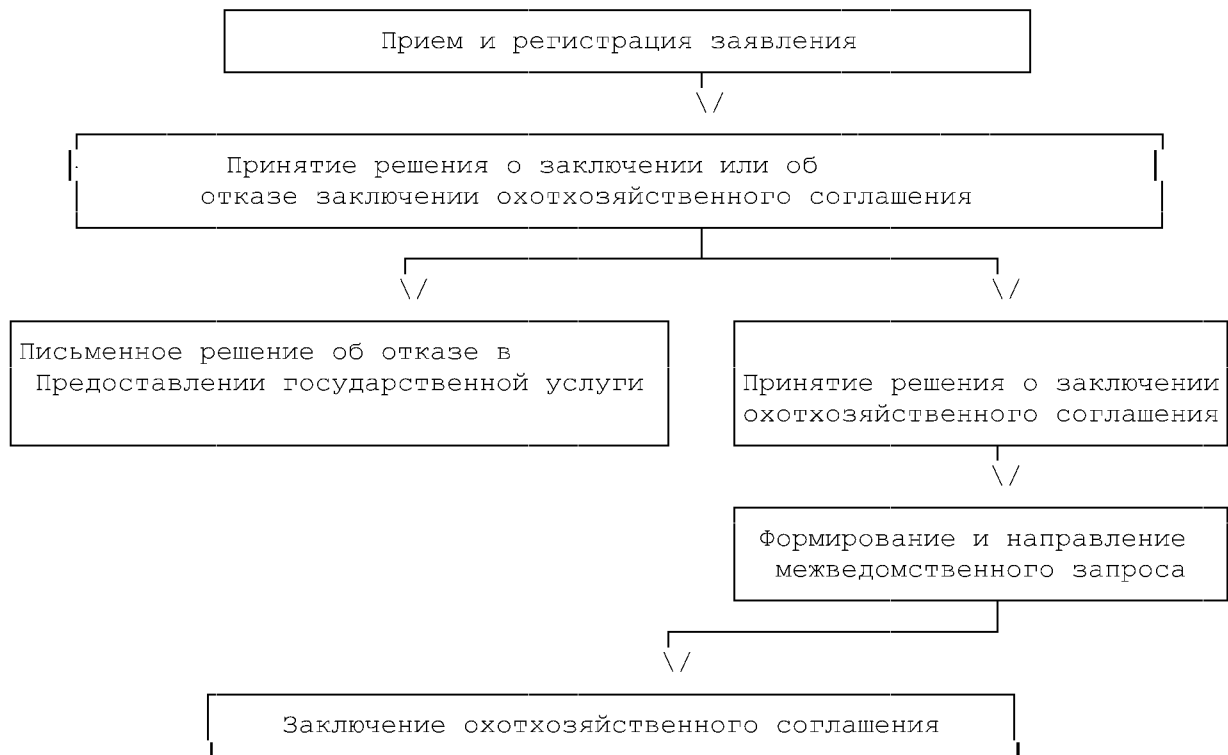 Прием и регистрация заявления
Принятие решения о заключении или об
отказе заключении охотхозяйственного соглашения
Письменное решение об отказе в
Предоставлении государственной услуги
Принятие решения о заключении
охотхозяйственного соглашения
Формирование и направление
межведомственного запроса
Заключение охотхозяйственного соглашения